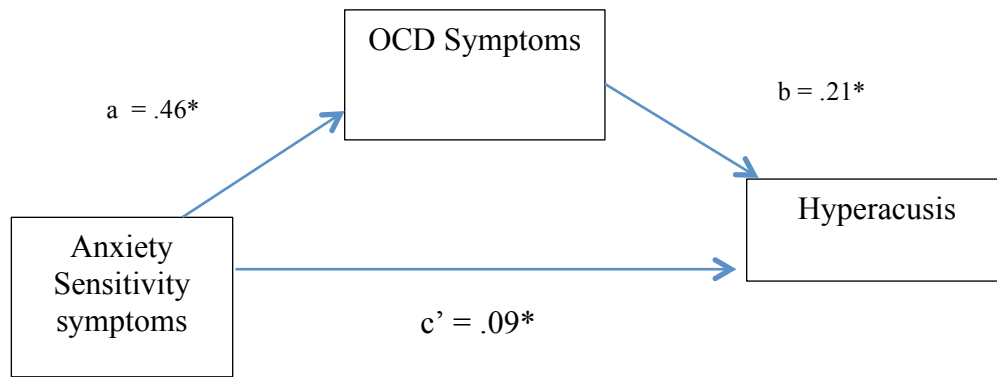 OCD Symptoms
a  = .46*
b = .21*
Hyperacusis
Anxiety
Sensitivity
symptoms
c’ = .09*